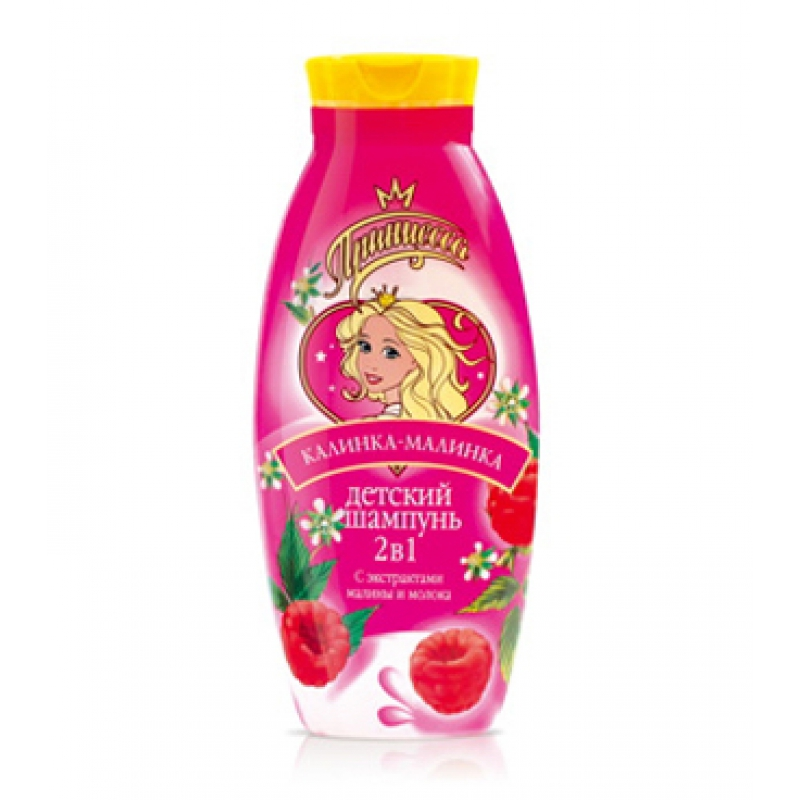 Принцесса
КАЛИНКА-МАЛИНКА
детский
шампунь
2в1
С экстрактами
малины и молока